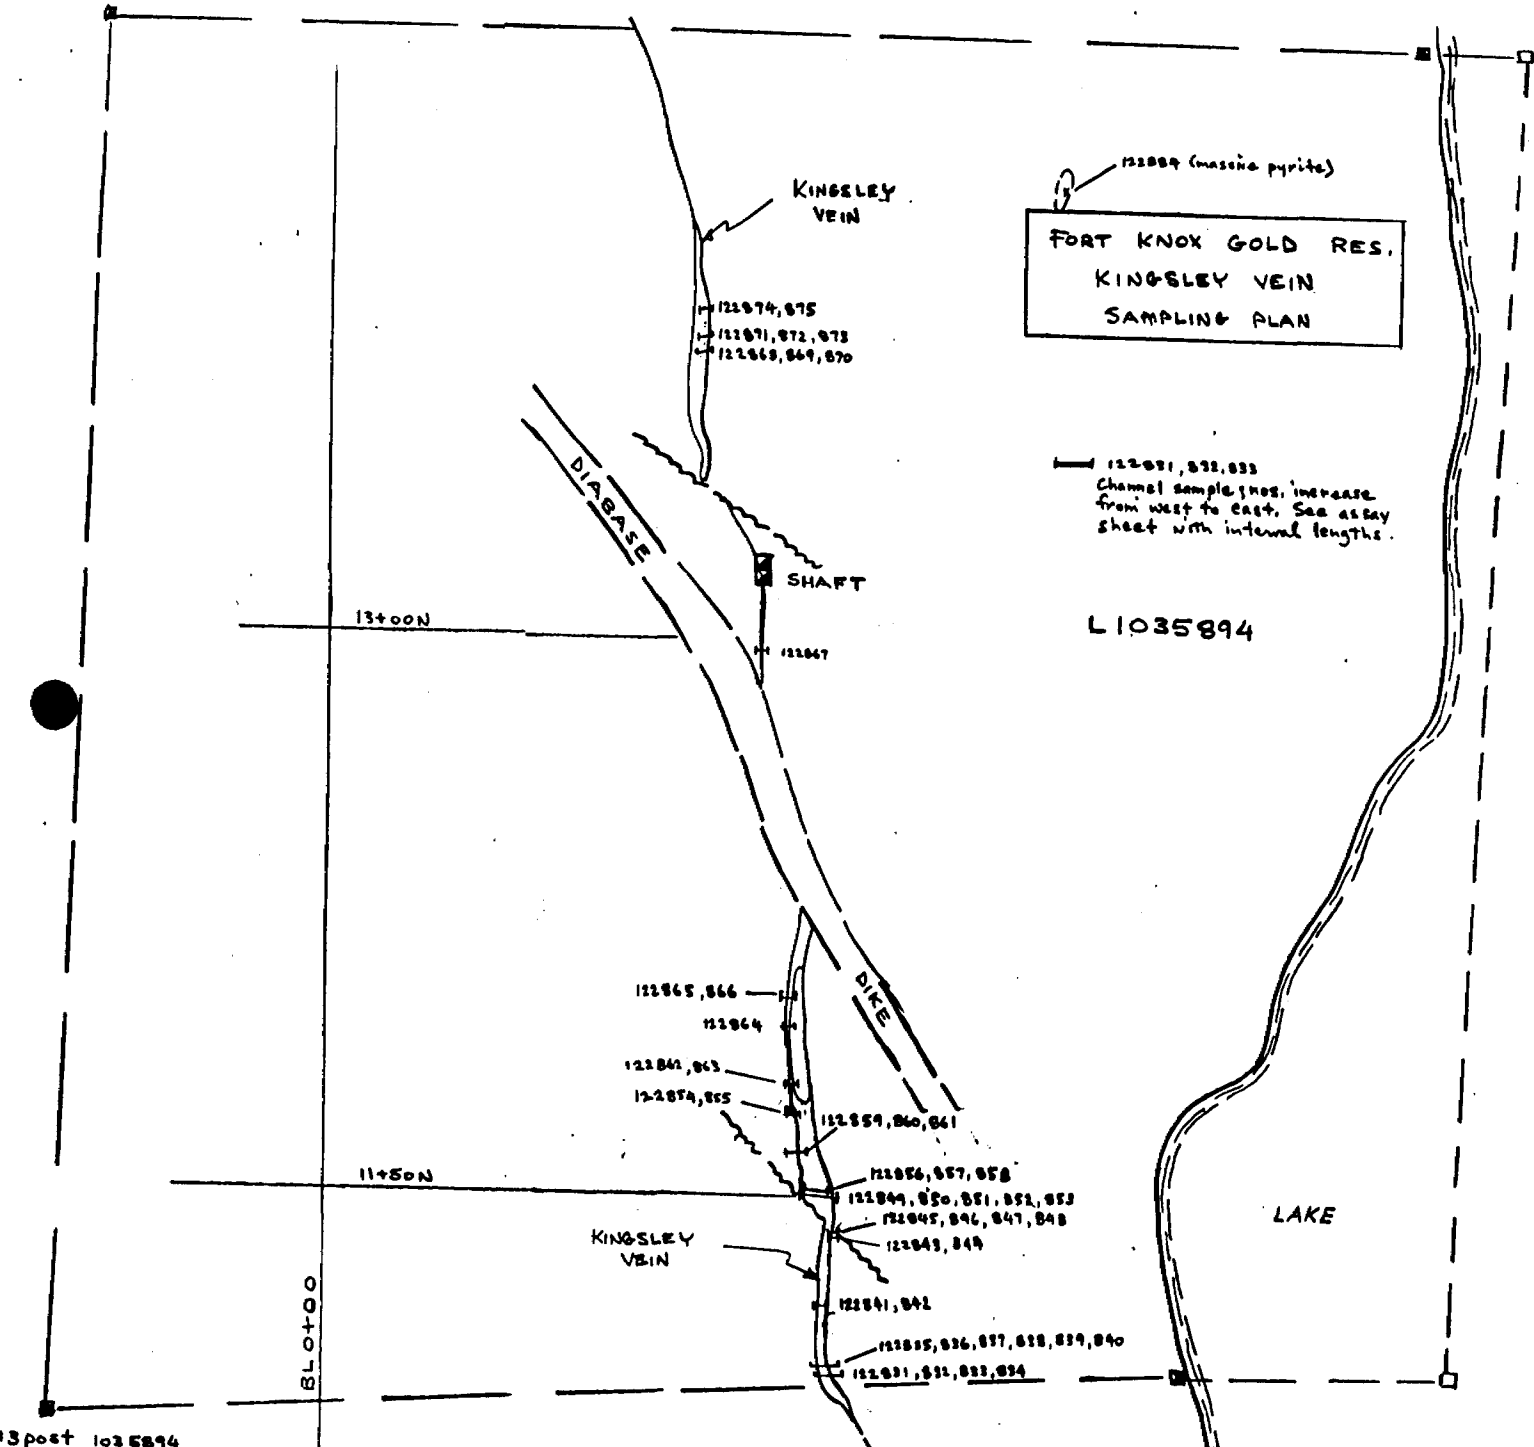 122884 (massive pyrite)
KINGSLEY
VEIN
FORT KNOX GOLD RES.
KINGSLEY VEIN
SAMPLING PLAN
122874,875
122871,872,873
122868,869,870
122831,832,833
Channel sample nos. increase
from west to east. See assay
sheet with interval lengths.
DIABASE
SHAFT
13+00N
L1035894
122867
DIKE
122865,866
122864
122862,863
122854,855
122859,860,861
11+50N
122856,857,858
122849,850,851,852,853
122845,846,847,848
122843,844
KINGSLEY
VEIN
LAKE
122841,842
BL0+00
122835,836,837,838,839,840
122831,832,833,834
#3 post 1035894